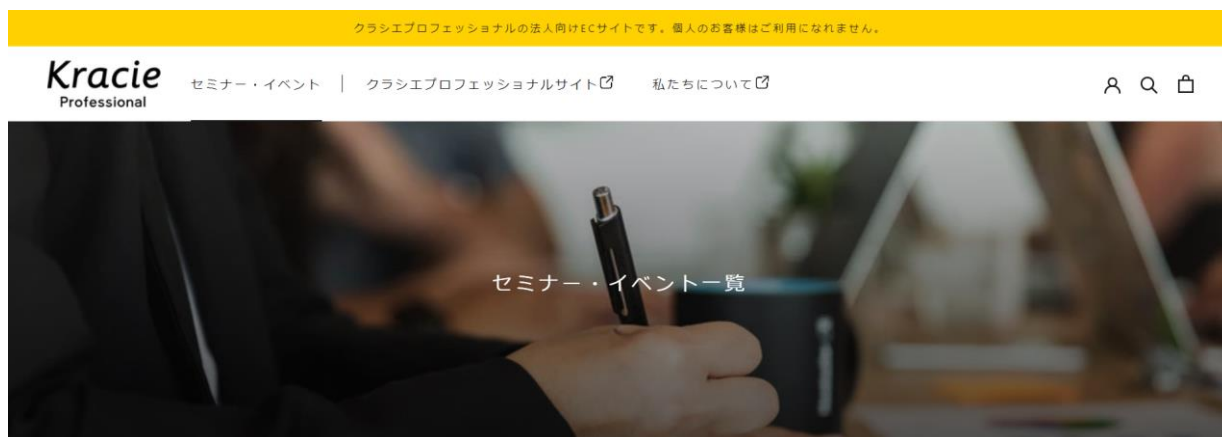 クラシエプロフェッショナルの法人向けECサイトです。個人のお客様はご利用になれません。
Kracie
Professional
セミナー・イベント
クラシエプロフェッショナルサイト
私たちについて
セミナー・イベント一覧